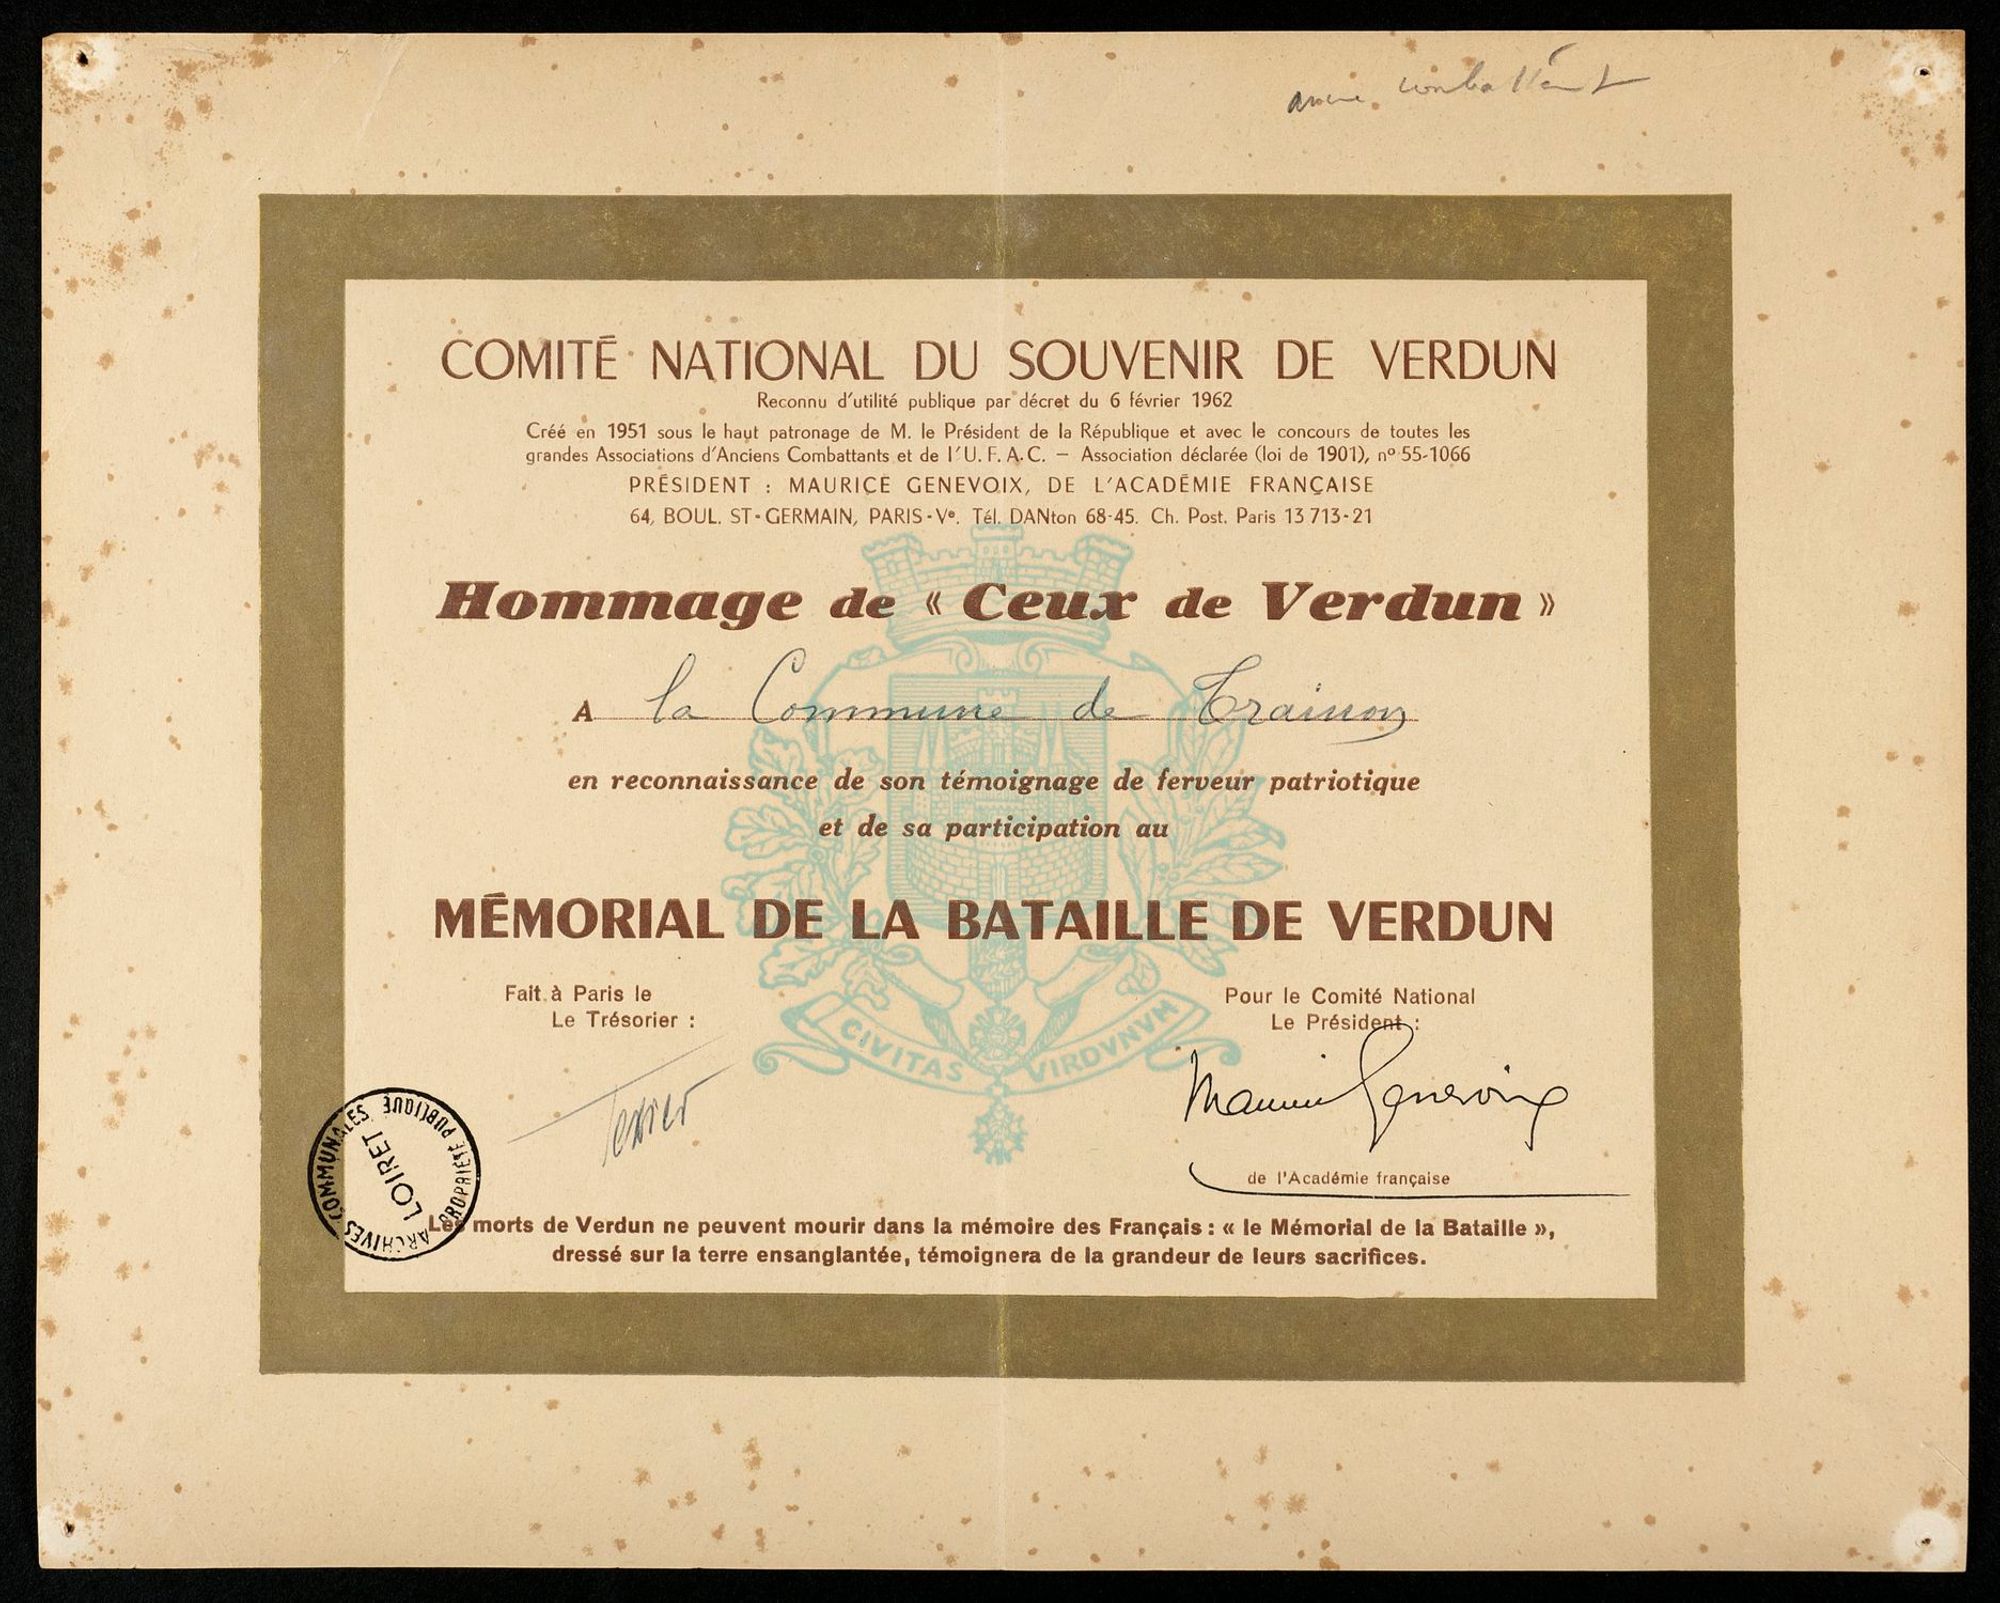 ancien combattant
COMITÉ NATIONAL DU SOUVENIR DE VERDUN
Reconnu d'utilité publique par décret du 6 février 1962
Créé en 1951 sous le haut patronage de M. le Président de la République et avec le concours de toutes les
grandes Associations d'Anciens Combattants et de l'U. F. A. C. — Association déclarée (loi de 1901), nº 55-1066
PRÉSIDENT : MAURICE GENEVOIX, DE L'ACADÉMIE FRANÇAISE
64, BOUL. ST-GERMAIN, PARIS-Vᵉ. Tél. DANton 68-45. Ch. Post. Paris 13 713-21
Hommage de « Ceux de Verdun »
A la Commune de Trainou
en reconnaissance de son témoignage de ferveur patriotique
et de sa participation au
MÉMORIAL DE LA BATAILLE DE VERDUN
Fait à Paris le
Le Trésorier :
Texier
Pour le Comité National
Le Président :
Maurice Genevoix
de l'Académie française
CIVITAS VIRDVNVM
ARCHIVES COMMUNALES PROPRIÉTÉ PUBLIQUE
LOIRET
Les morts de Verdun ne peuvent mourir dans la mémoire des Français : « le Mémorial de la Bataille »,
dressé sur la terre ensanglantée, témoignera de la grandeur de leurs sacrifices.